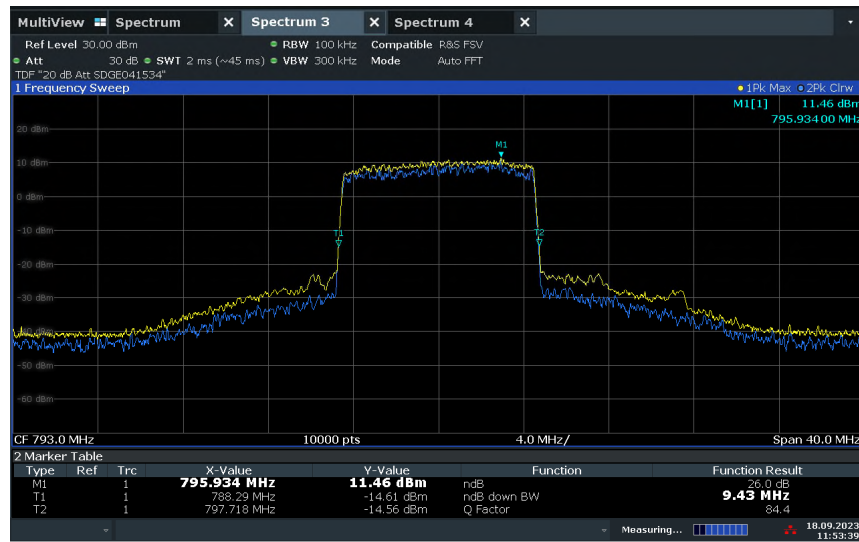 MultiView Spectrum X Spectrum 3 X Spectrum 4 X
Ref Level 30.00 dBm RBW 100 kHz Compatible R&S FSV
Att 30 dB SWT 2 ms (~45 ms) VBW 300 kHz Mode Auto FFT
TDF "20 dB Att SDGE041534"
1 Frequency Sweep 1Pk Max 2Pk Clrw
M1[1] 11.46 dBm
795.93400 MHz
20 dBm
M1
10 dBm
0 dBm
-10 dBm
T1 T2
-20 dBm
-30 dBm
-40 dBm
-50 dBm
-60 dBm
CF 793.0 MHz 10000 pts 4.0 MHz/ Span 40.0 MHz
2 Marker Table
Type Ref Trc X-Value Y-Value Function Function Result
M1 1 795.934 MHz 11.46 dBm ndB 26.0 dB
T1 1 788.29 MHz -14.61 dBm ndB down BW 9.43 MHz
T2 1 797.718 MHz -14.56 dBm Q Factor 84.4
Measuring... 18.09.2023
11:53:39